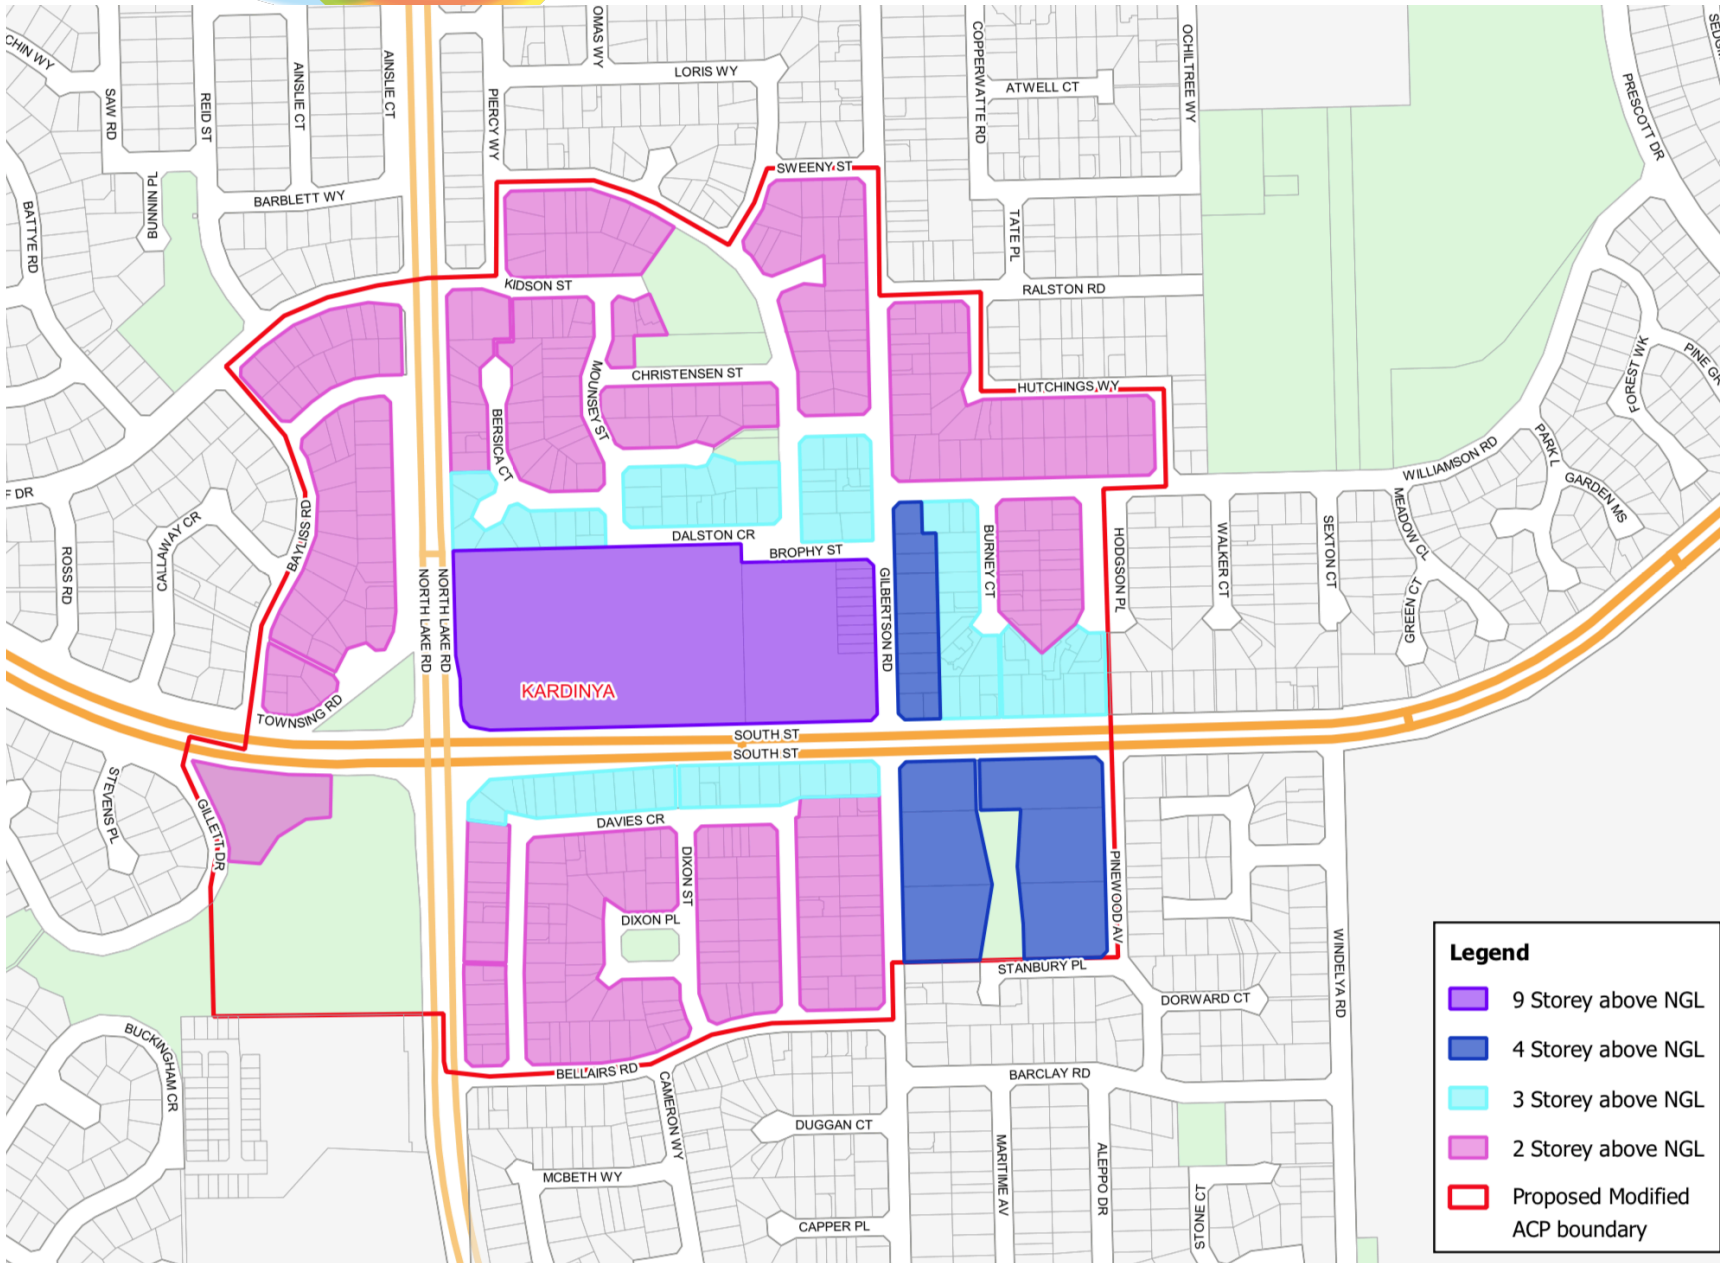 CHIN WY
SAW RD
REID ST
AINSLIE CT
AINSLIE CT
PIERCY WY
OMAS WY
LORIS WY
COPPERWATTE RD
ATWELL CT
OCHILTREE WY
PRESCOTT DR
BATTYE RD
BUNNIN PL
BARBLETT WY
SWEENY ST
TATE PL
KIDSON ST
RALSTON RD
MOUNSEY ST
CHRISTENSEN ST
HUTCHINGS WY
FOREST WK
PINE GR
BERSICA CT
WILLIAMSON RD
PARK L
GARDEN MS
F DR
ROSS RD
CALLAWAY CR
BAYLISS RD
DALSTON CR
BROPHY ST
BURNEY CT
HODGSON PL
WALKER CT
SEXTON CT
MEADOW CL
GREEN CT
NORTH LAKE RD
NORTH LAKE RD
GILBERTSON RD
KARDINYA
TOWNSING RD
SOUTH ST
SOUTH ST
STEVENS PL
GILLETT DR
DAVIES CR
DIXON ST
DIXON PL
PINEWOOD AV
STANBURY PL
DORWARD CT
WINDELYA RD
BUCKINGHAM CR
BELLAIRS RD
CAMERON WY
BARCLAY RD
DUGGAN CT
MARITIME AV
ALEPPO DR
MCBETH WY
CAPPER PL
STONE CT
Legend
9 Storey above NGL
4 Storey above NGL
3 Storey above NGL
2 Storey above NGL
Proposed Modified
ACP boundary